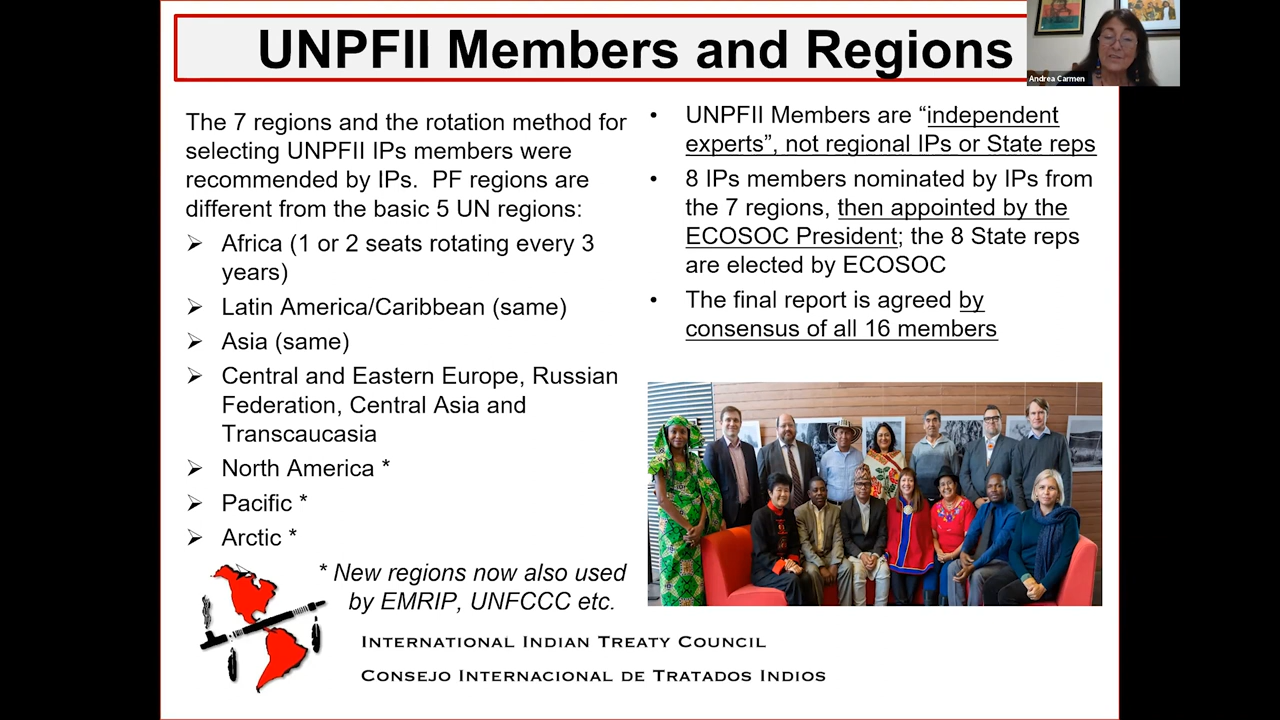 UNPFII Members and Regions
Andrea Carmen
The 7 regions and the rotation method for
selecting UNPFII IPs members were
recommended by IPs.  PF regions are
different from the basic 5 UN regions:
➢ Africa (1 or 2 seats rotating every 3
years)
➢ Latin America/Caribbean (same)
➢ Asia (same)
➢ Central and Eastern Europe, Russian
Federation, Central Asia and
Transcaucasia
➢ North America *
➢ Pacific *
➢ Arctic *
* New regions now also used
by EMRIP, UNFCCC etc.
• UNPFII Members are “independent
experts”, not regional IPs or State reps
• 8 IPs members nominated by IPs from
the 7 regions, then appointed by the
ECOSOC President; the 8 State reps
are elected by ECOSOC
• The final report is agreed by
consensus of all 16 members
International Indian Treaty Council
Consejo Internacional de Tratados Indios